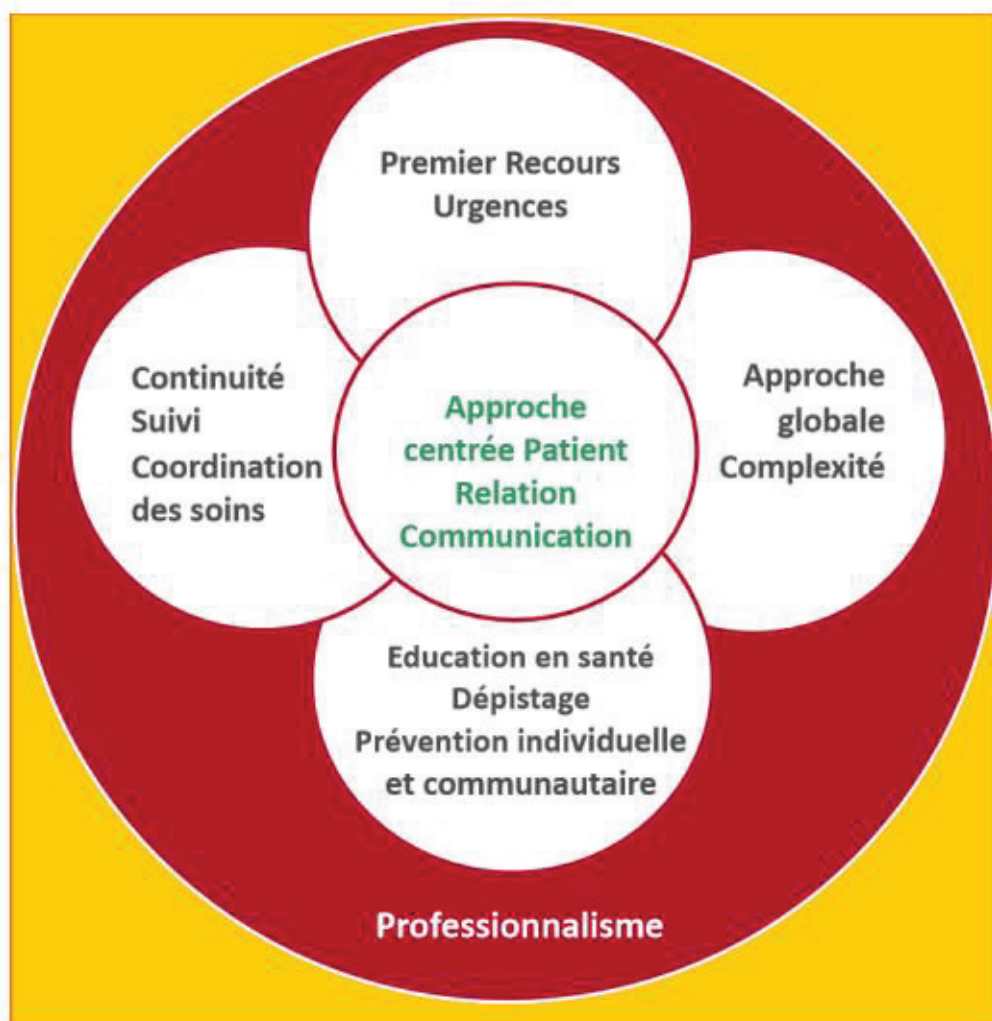 Premier Recours
Urgences
Continuité
Suivi
Coordination
des soins
Approche
centrée Patient
Relation
Communication
Approche
globale
Complexité
Education en santé
Dépistage
Prévention individuelle
et communautaire
Professionnalisme